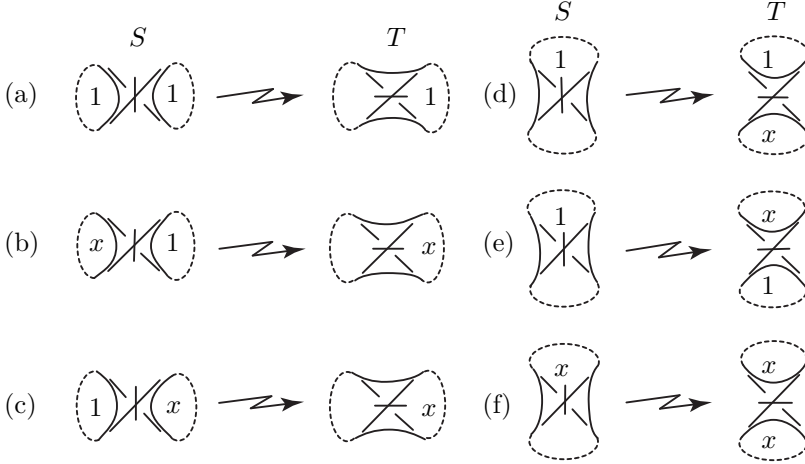 S T S T
(a) 1 1 1 (d) 1 1 x
(b) x 1 x (e) 1 x 1
(c) 1 x x (f) x x x